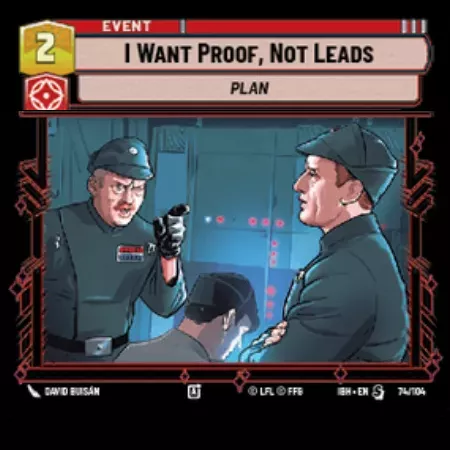 EVENT
2
I WANT PROOF, NOT LEADS
PLAN
DAVID BUISÁN
A
© LFL © FFG
IBH • EN
74/104